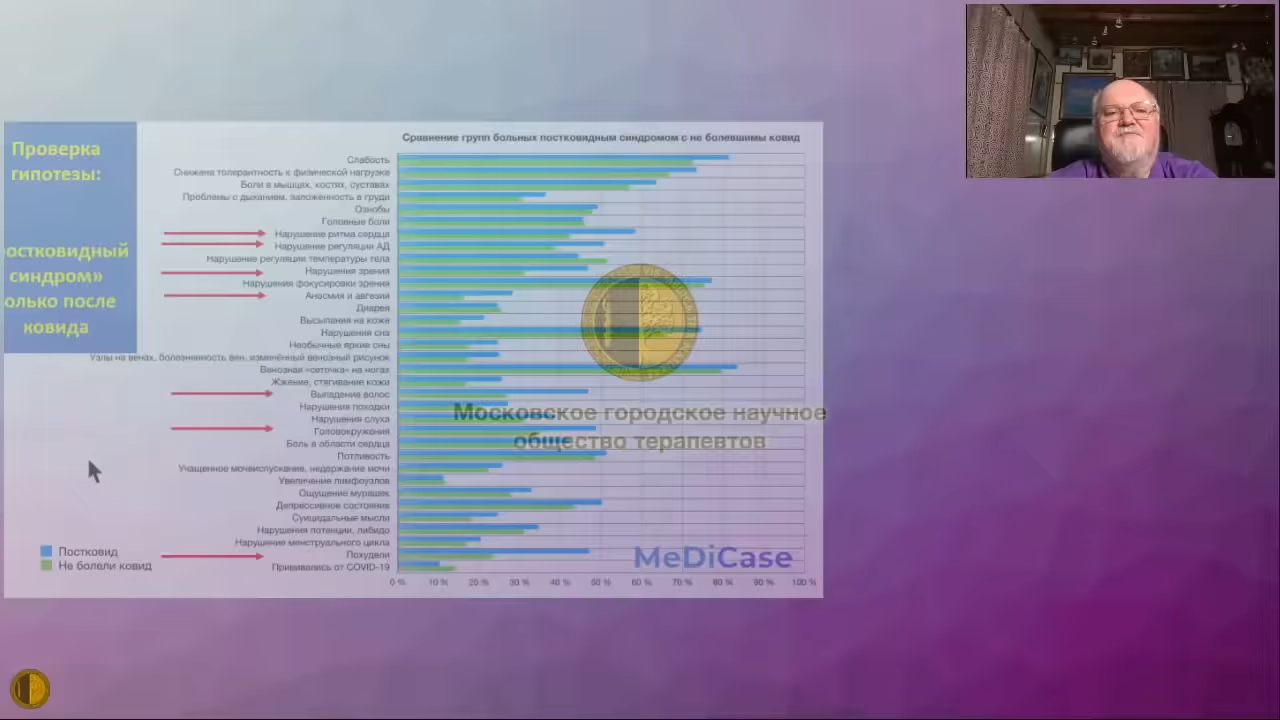 Проверка
гипотезы:
остковидный
синдром»
олько после
ковида
Сравнение групп больных постковидным синдромом с не болевшимы ковид
Слабость
Снижена толерантность к физической нагрузке
Боли в мышцах, костях, суставах
Проблемы с дыханием, заложенность в груди
Ознобы
Головные боли
Нарушение ритма сердца
Нарушение регуляции АД
Нарушение регуляции температуры тела
Нарушения зрения
Нарушения фокусировки зрения
Аносмия и авгезия
Диарея
Высыпания на коже
Нарушения сна
Необычные яркие сны
Узлы на венах, болезненность вен, изменённый венозный рисунок
Венозная «сеточка» на ногах
Жжение, стягивание кожи
Выпадение волос
Нарушения походки
Нарушения слуха
Головокружения
Боль в области сердца
Потливость
Учащенное мочеиспускание, недержание мочи
Увеличение лимфоузлов
Ощущение мурашек
Депрессивное состояние
Суицидальные мысли
Нарушения потенции, либидо
Нарушение менструального цикла
Похудели
Прививались от COVID-19
0 % 10 % 20 % 30 % 40 % 50 % 60 % 70 % 80 % 90 % 100 %
Постковид
Не болели ковид
Московское городское научное
общество терапевтов
MeDiCase